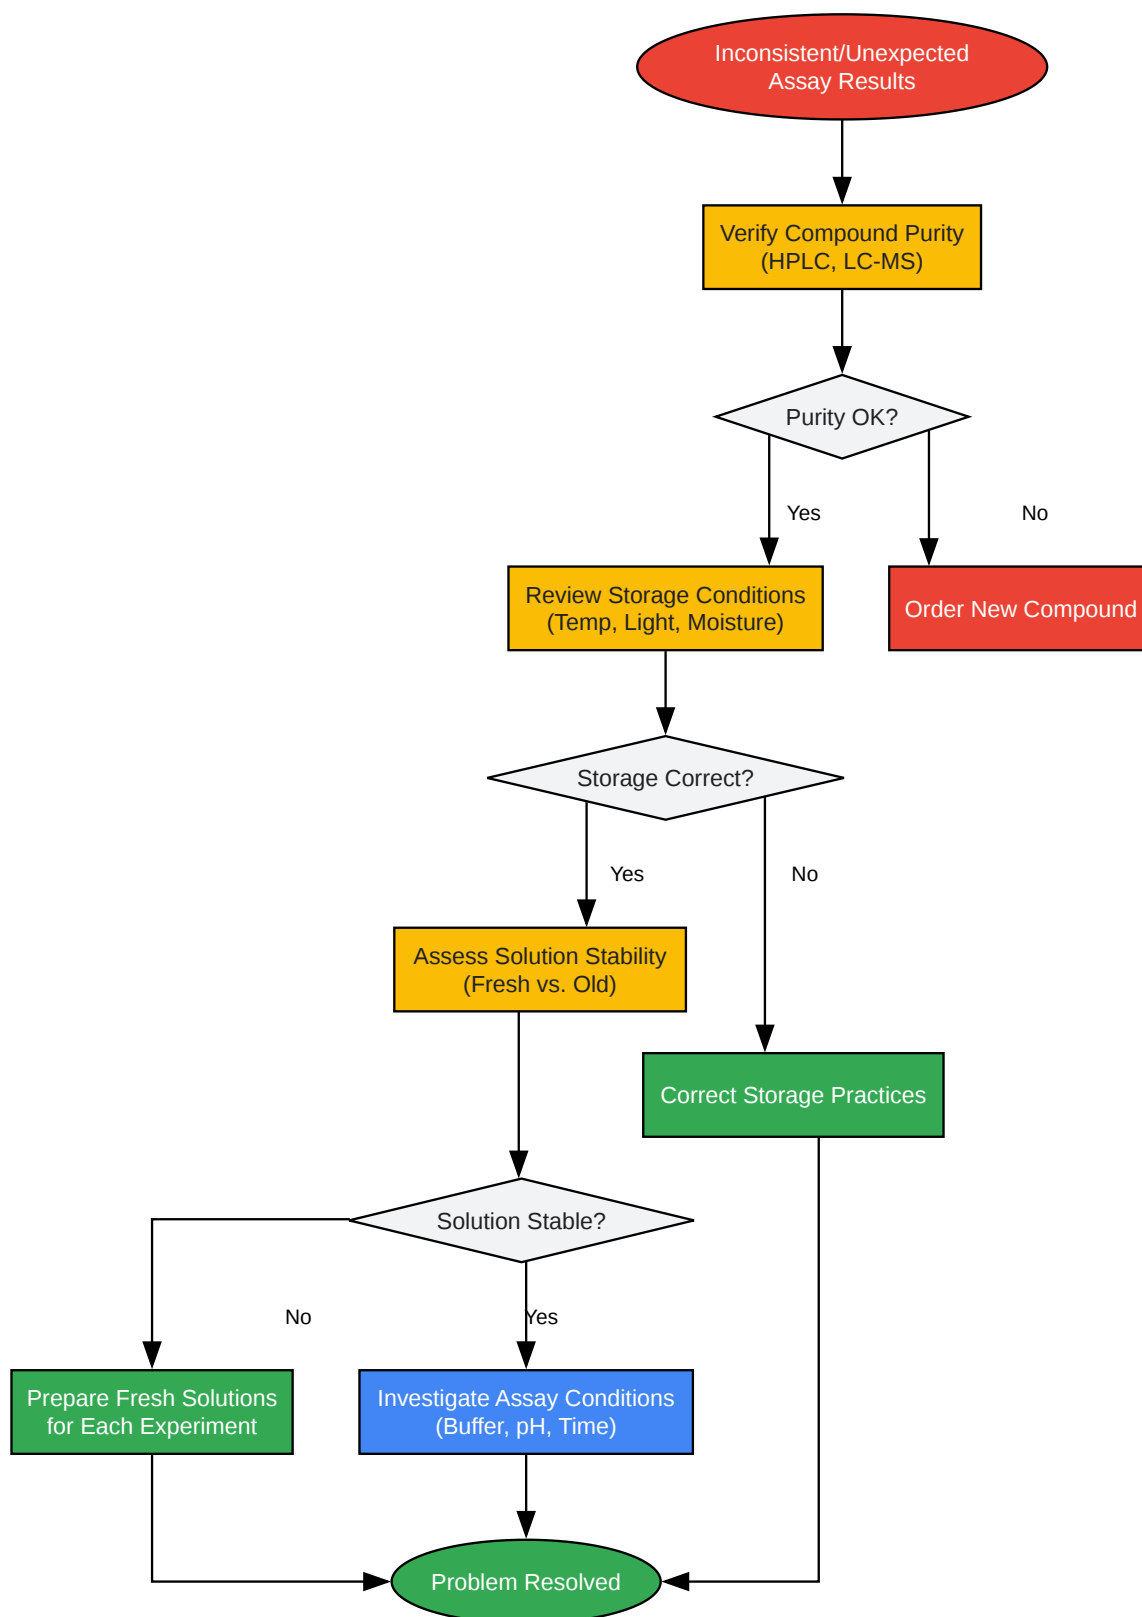 Inconsistent/Unexpected
Assay Results
Verify Compound Purity
(HPLC, LC-MS)
Purity OK?
Yes
No
Review Storage Conditions
(Temp, Light, Moisture)
Order New Compound
Storage Correct?
Yes
No
Assess Solution Stability
(Fresh vs. Old)
Correct Storage Practices
Solution Stable?
No
Yes
Prepare Fresh Solutions
for Each Experiment
Investigate Assay Conditions
(Buffer, pH, Time)
Problem Resolved